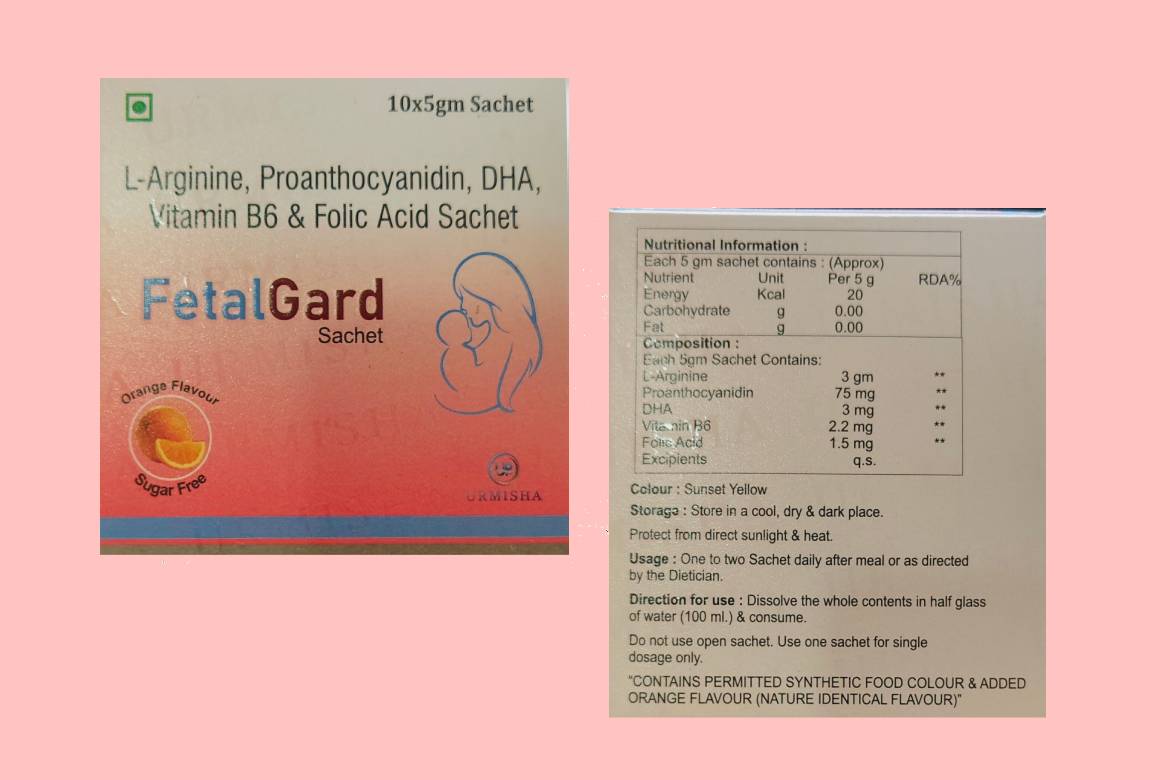 10x5gm Sachet
L-Arginine, Proanthocyanidin, DHA,
Vitamin B6 & Folic Acid Sachet
FetalGard
Sachet
Orange Flavour
Sugar Free
URMISHA
Nutritional Information :
Each 5 gm sachet contains : (Approx)
Nutrient Unit Per 5 g RDA%
Energy Kcal 20
Carbohydrate g 0.00
Fat g 0.00
Composition :
Each 5gm Sachet Contains:
L-Arginine 3 gm **
Proanthocyanidin 75 mg **
DHA 3 mg **
Vitamin B6 2.2 mg **
Folic Acid 1.5 mg **
Excipients q.s.
Colour : Sunset Yellow
Storage : Store in a cool, dry & dark place.
Protect from direct sunlight & heat.
Usage : One to two Sachet daily after meal or as directed
by the Dietician.
Direction for use : Dissolve the whole contents in half glass
of water (100 ml.) & consume.
Do not use open sachet. Use one sachet for single
dosage only.
"CONTAINS PERMITTED SYNTHETIC FOOD COLOUR & ADDED
ORANGE FLAVOUR (NATURE IDENTICAL FLAVOUR)"